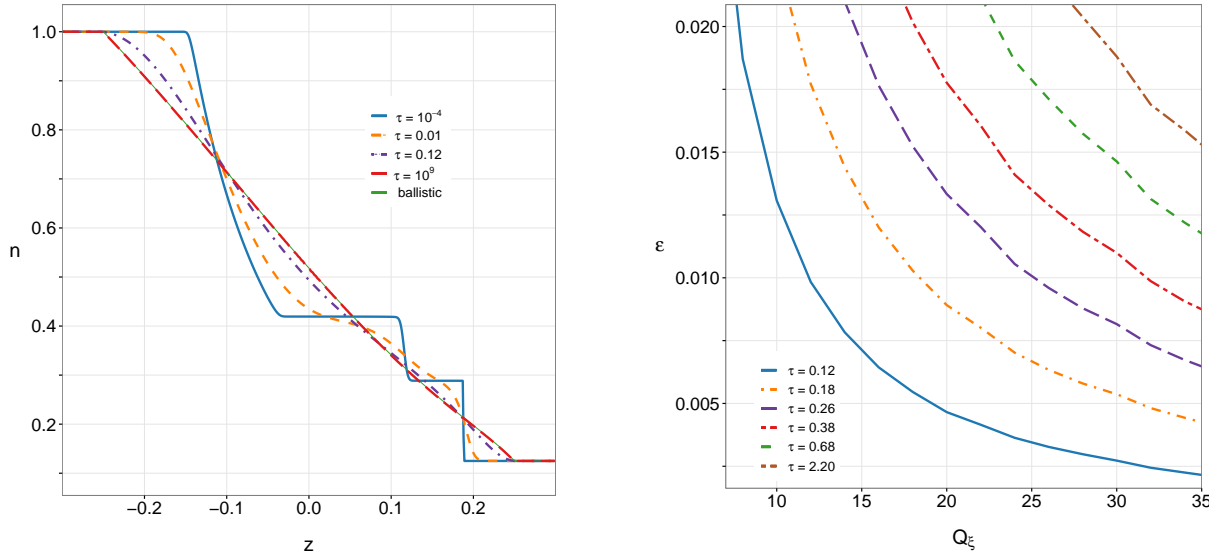 n
1.0
0.8
0.6
0.4
0.2
−0.2
−0.1
0.0
0.1
0.2
z
τ = 10⁻⁴
τ = 0.01
τ = 0.12
τ = 10⁹
ballistic
ε
0.020
0.015
0.010
0.005
10
15
20
25
30
35
Qξ
τ = 0.12
τ = 0.18
τ = 0.26
τ = 0.38
τ = 0.68
τ = 2.20